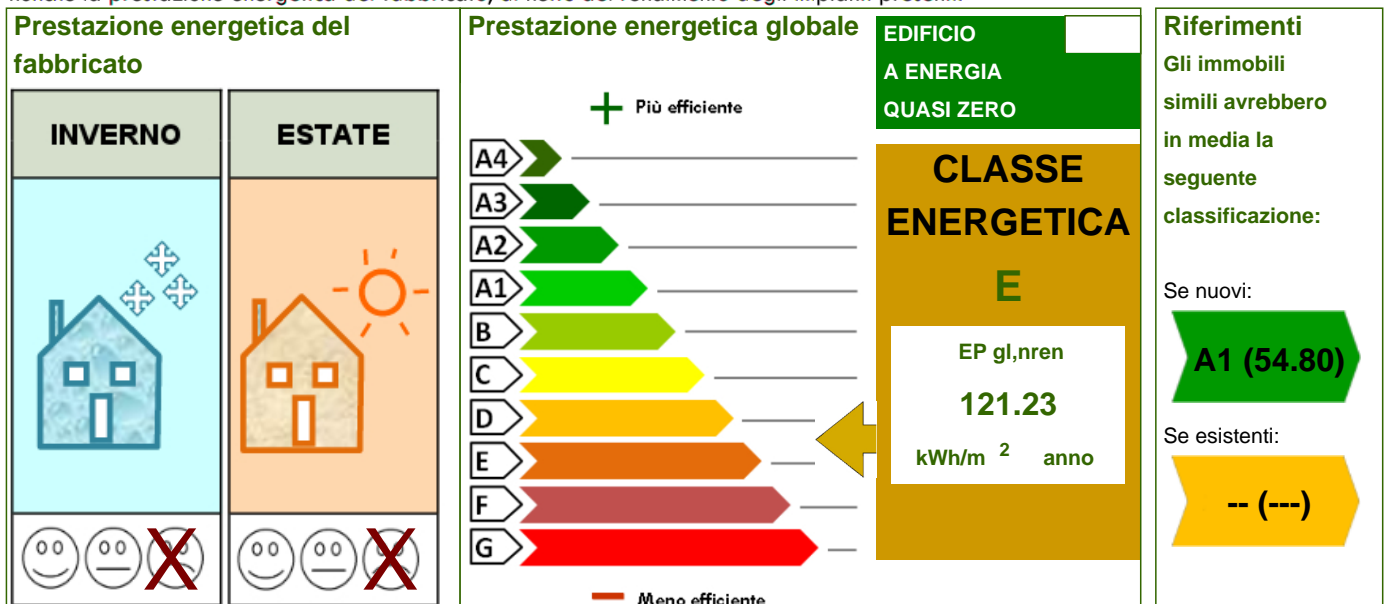 Prestazione energetica del
fabbricato
INVERNO
ESTATE
Prestazione energetica globale
Più efficiente
A4
A3
A2
A1
B
C
D
E
F
G
Meno efficiente
EDIFICIO
A ENERGIA
QUASI ZERO
CLASSE
ENERGETICA
E
EP gl,nren
121.23
kWh/m 2 anno
Riferimenti
Gli immobili
simili avrebbero
in media la
seguente
classificazione:
Se nuovi:
A1 (54.80)
Se esistenti:
-- (---)